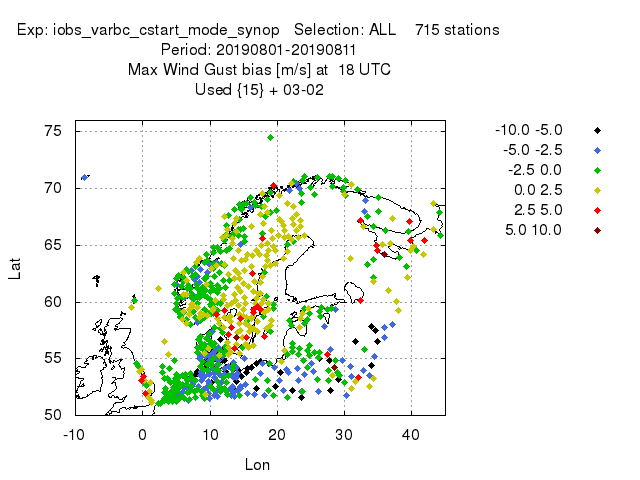 Exp: iobs_varbc_cstart_mode_synop   Selection: ALL    715 stations
Period: 20190801-20190811
Max Wind Gust bias [m/s] at  18 UTC
Used {15} + 03-02
-10.0 -5.0
-5.0 -2.5
-2.5 0.0
0.0 2.5
2.5 5.0
5.0 10.0
75
70
65
60
55
50
Lat
-10 0 10 20 30 40
Lon